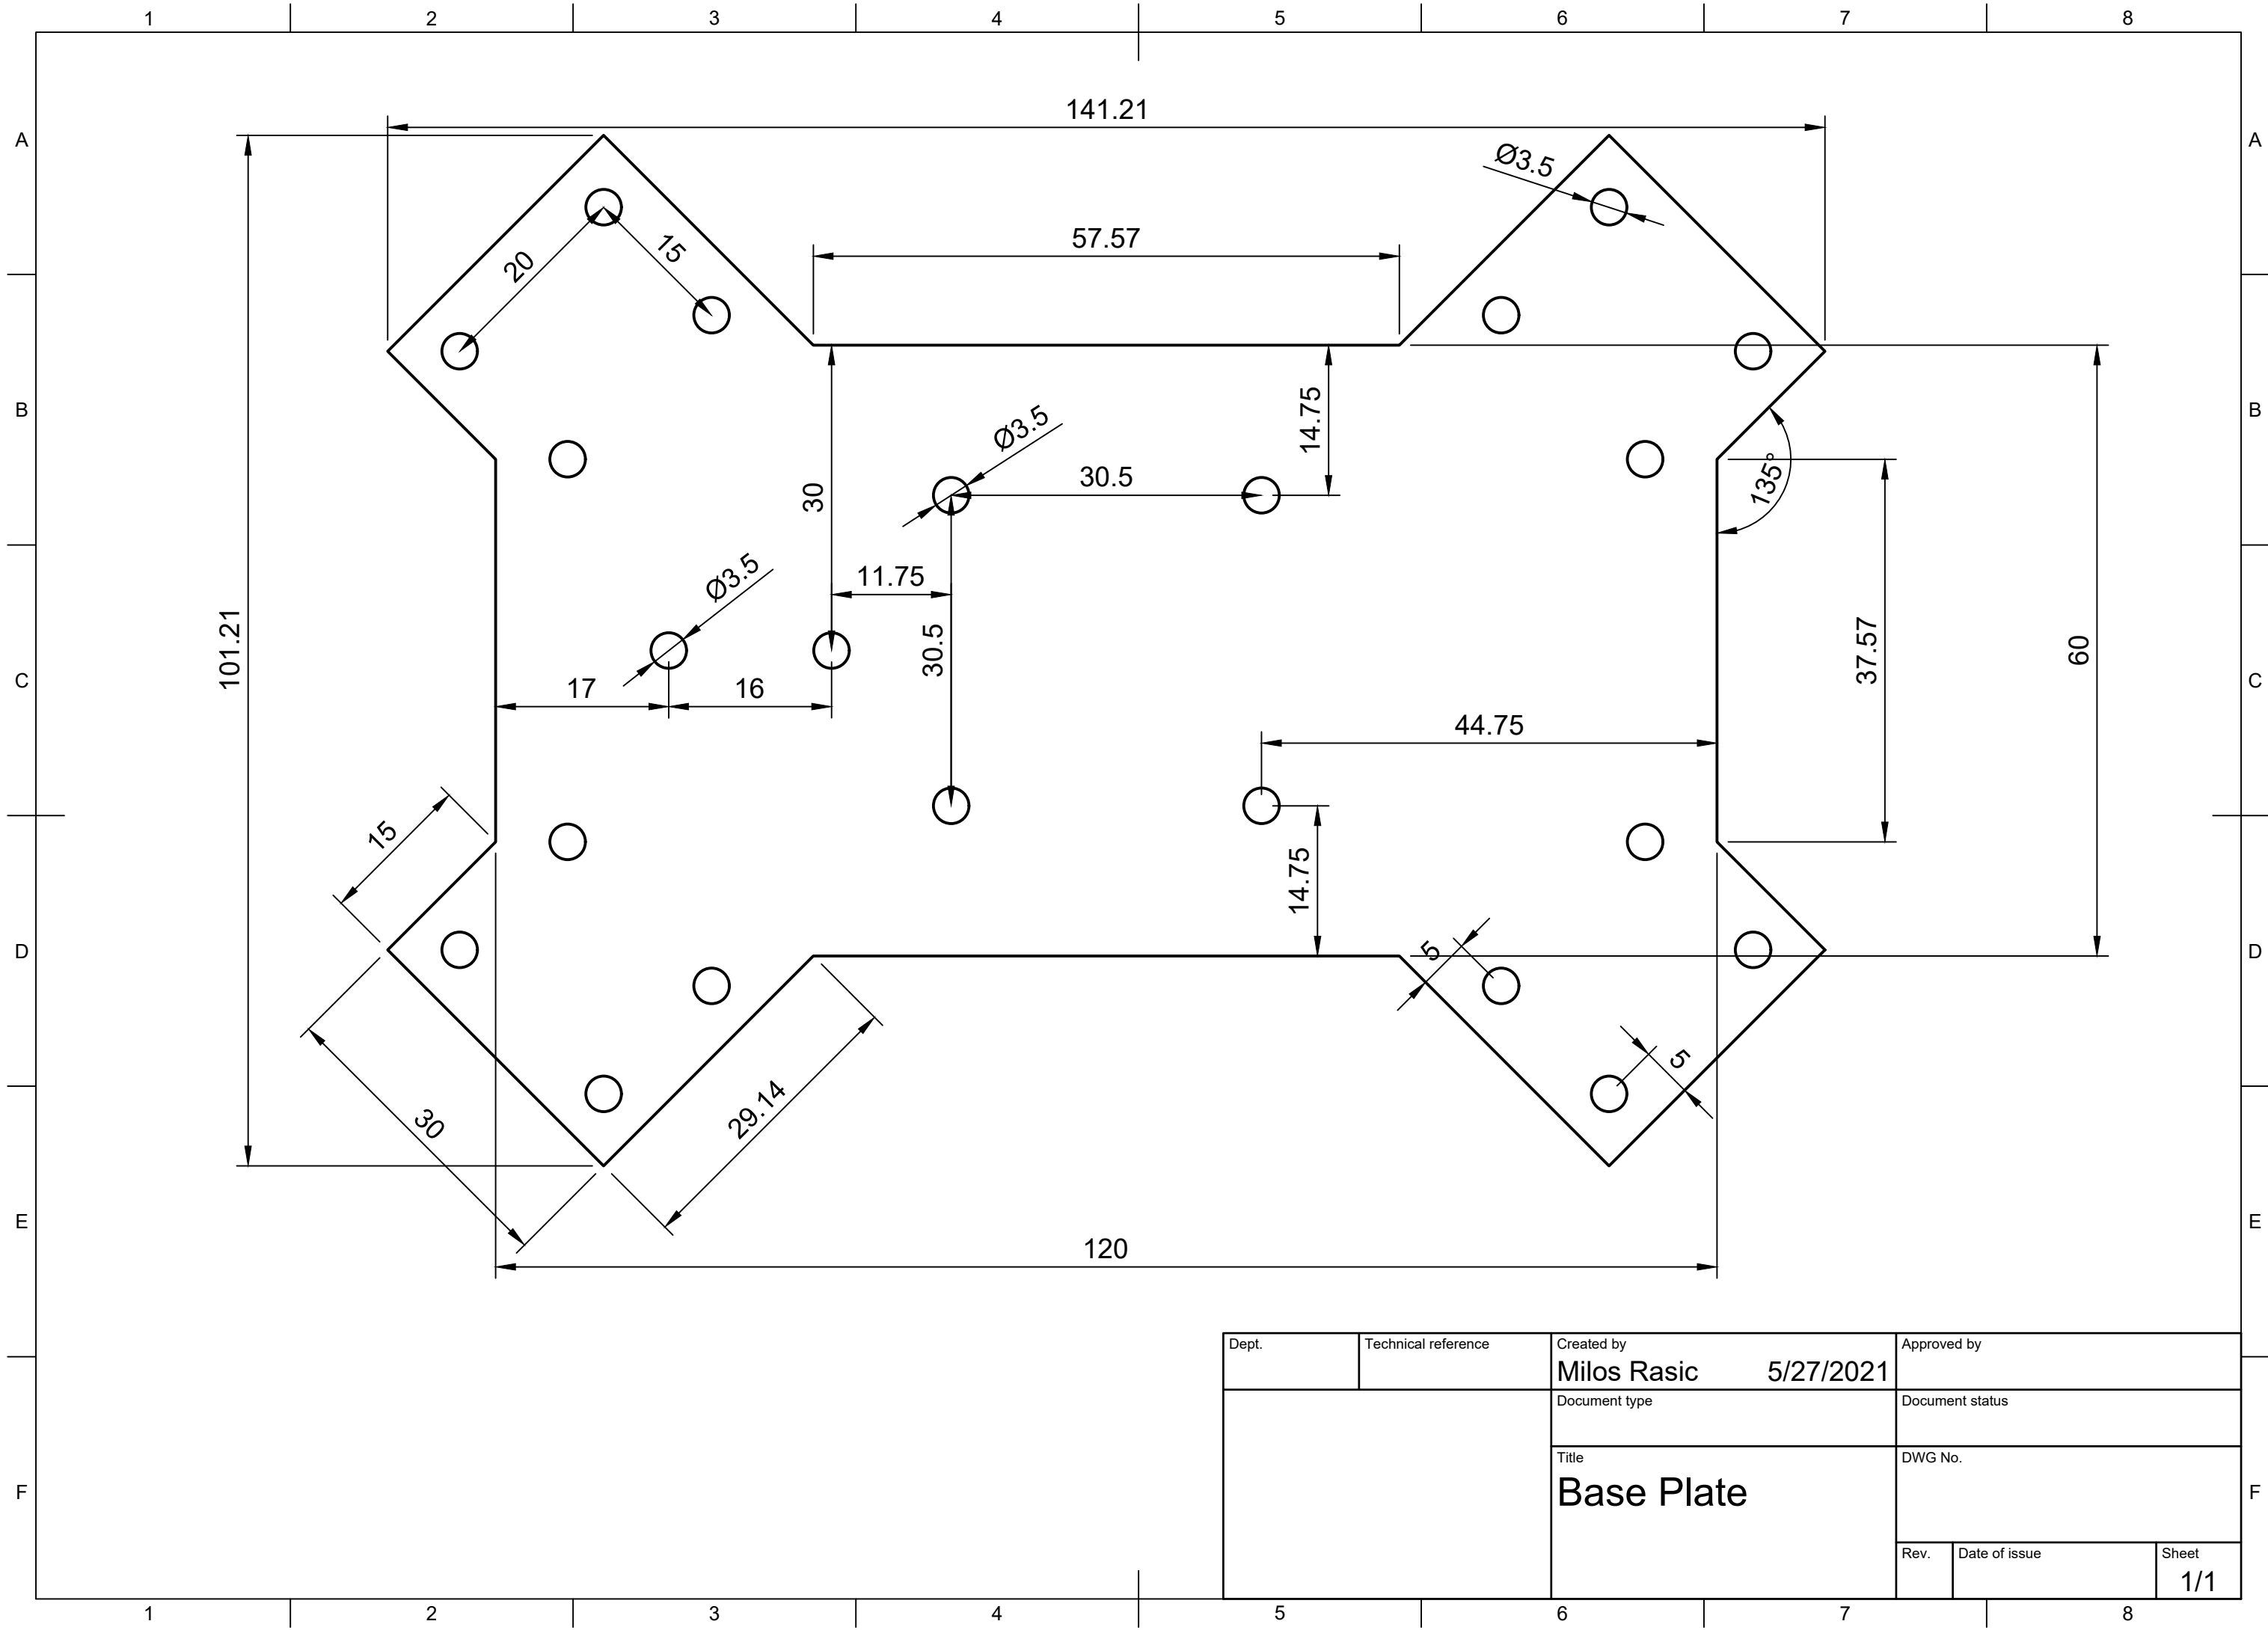 1 2 3 4 5 6 7 8
141.21
A A
Ø3.5
57.57
15
20
B B
14.75
Ø3.5
30.5
30
135°
Ø3.5
11.75
101.21
30.5
37.57
60
C C
17 16
44.75
15
14.75
D D
5
5
30
29.14
E E
120
Dept. Technical reference Created by Approved by
Milos Rasic 5/27/2021
Document type Document status
Title DWG No.
Base Plate
F F
Rev. Date of issue Sheet
1/1
1 2 3 4 5 6 7 8